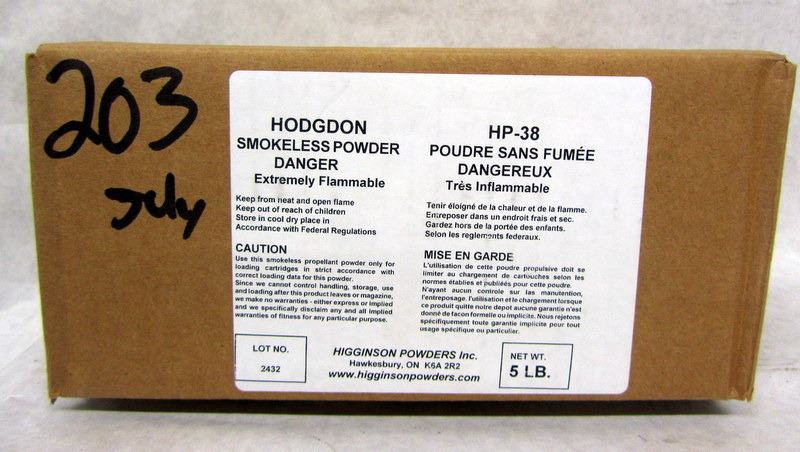 203
July
HODGDON
SMOKELESS POWDER
DANGER
Extremely Flammable
Keep from heat and open flame
Keep out of reach of children
Store in cool dry place in
Accordance with Federal Regulations
CAUTION
Use this smokeless propellant powder only for
loading cartridges in strict accordance with
correct loading data for this powder.
Since we cannot control handling, storage, use
and loading after this product leaves or magazine,
we make no warranties - either express or implied
and we specifically disclaim any and all implied
warranties of fitness for any particular purpose.
HP-38
POUDRE SANS FUMÉE
DANGEREUX
Très Inflammable
Tenir éloigné de la chaleur et de la flamme.
Entreposer dans un endroit frais et sec.
Gardez hors de la portée des enfants.
Selon les reglements federaux.
MISE EN GARDE
L'utilisation de cette poudre propulsive doit se
limiter au chargement de cartouches selon les
normes établies et publiées pour cette poudre.
N'ayant aucun controle sur las manutention,
l'entreposage, l'utilisation et le chargement lorsque
ce produit quitte notre depot aucune garantie n'est
donné de facon formelle ou implicite. Nous rejetons
spécifiquement toute garantie implicite pour tout
usage spécifique ou particulier.
LOT NO.
2432
HIGGINSON POWDERS Inc.
Hawkesbury, ON K6A 2R2
www.higginsonpowders.com
NET WT.
5 LB.